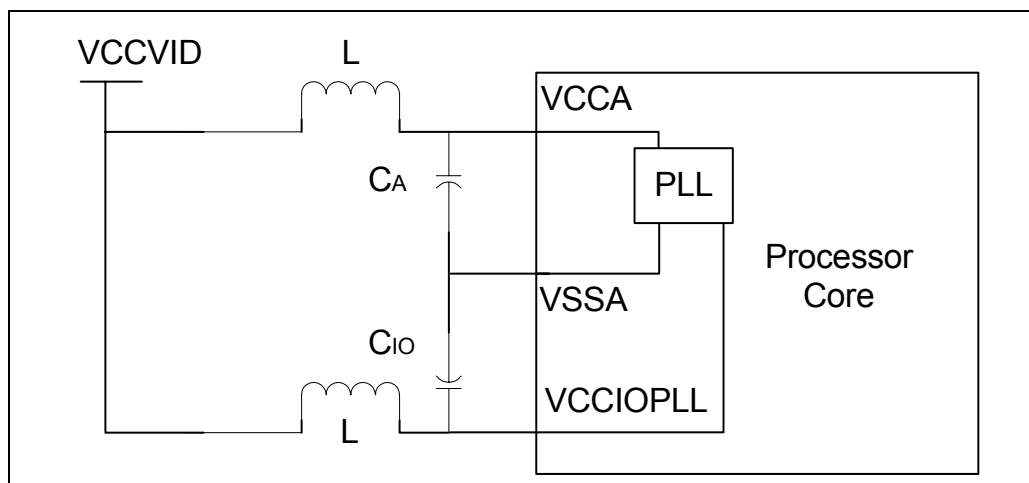 VCCVID
L
VCCA
CA
PLL
Processor
Core
VSSA
CIO
VCCIOPLL
L